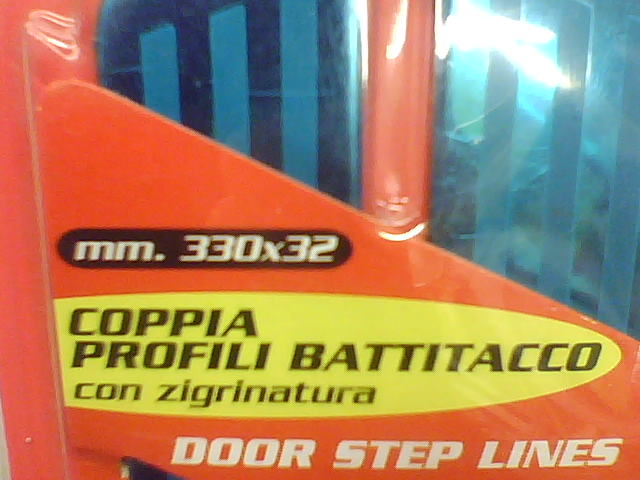 mm. 330x32
COPPIA
PROFILI BATTITACCO
con zigrinatura
DOOR STEP LINES